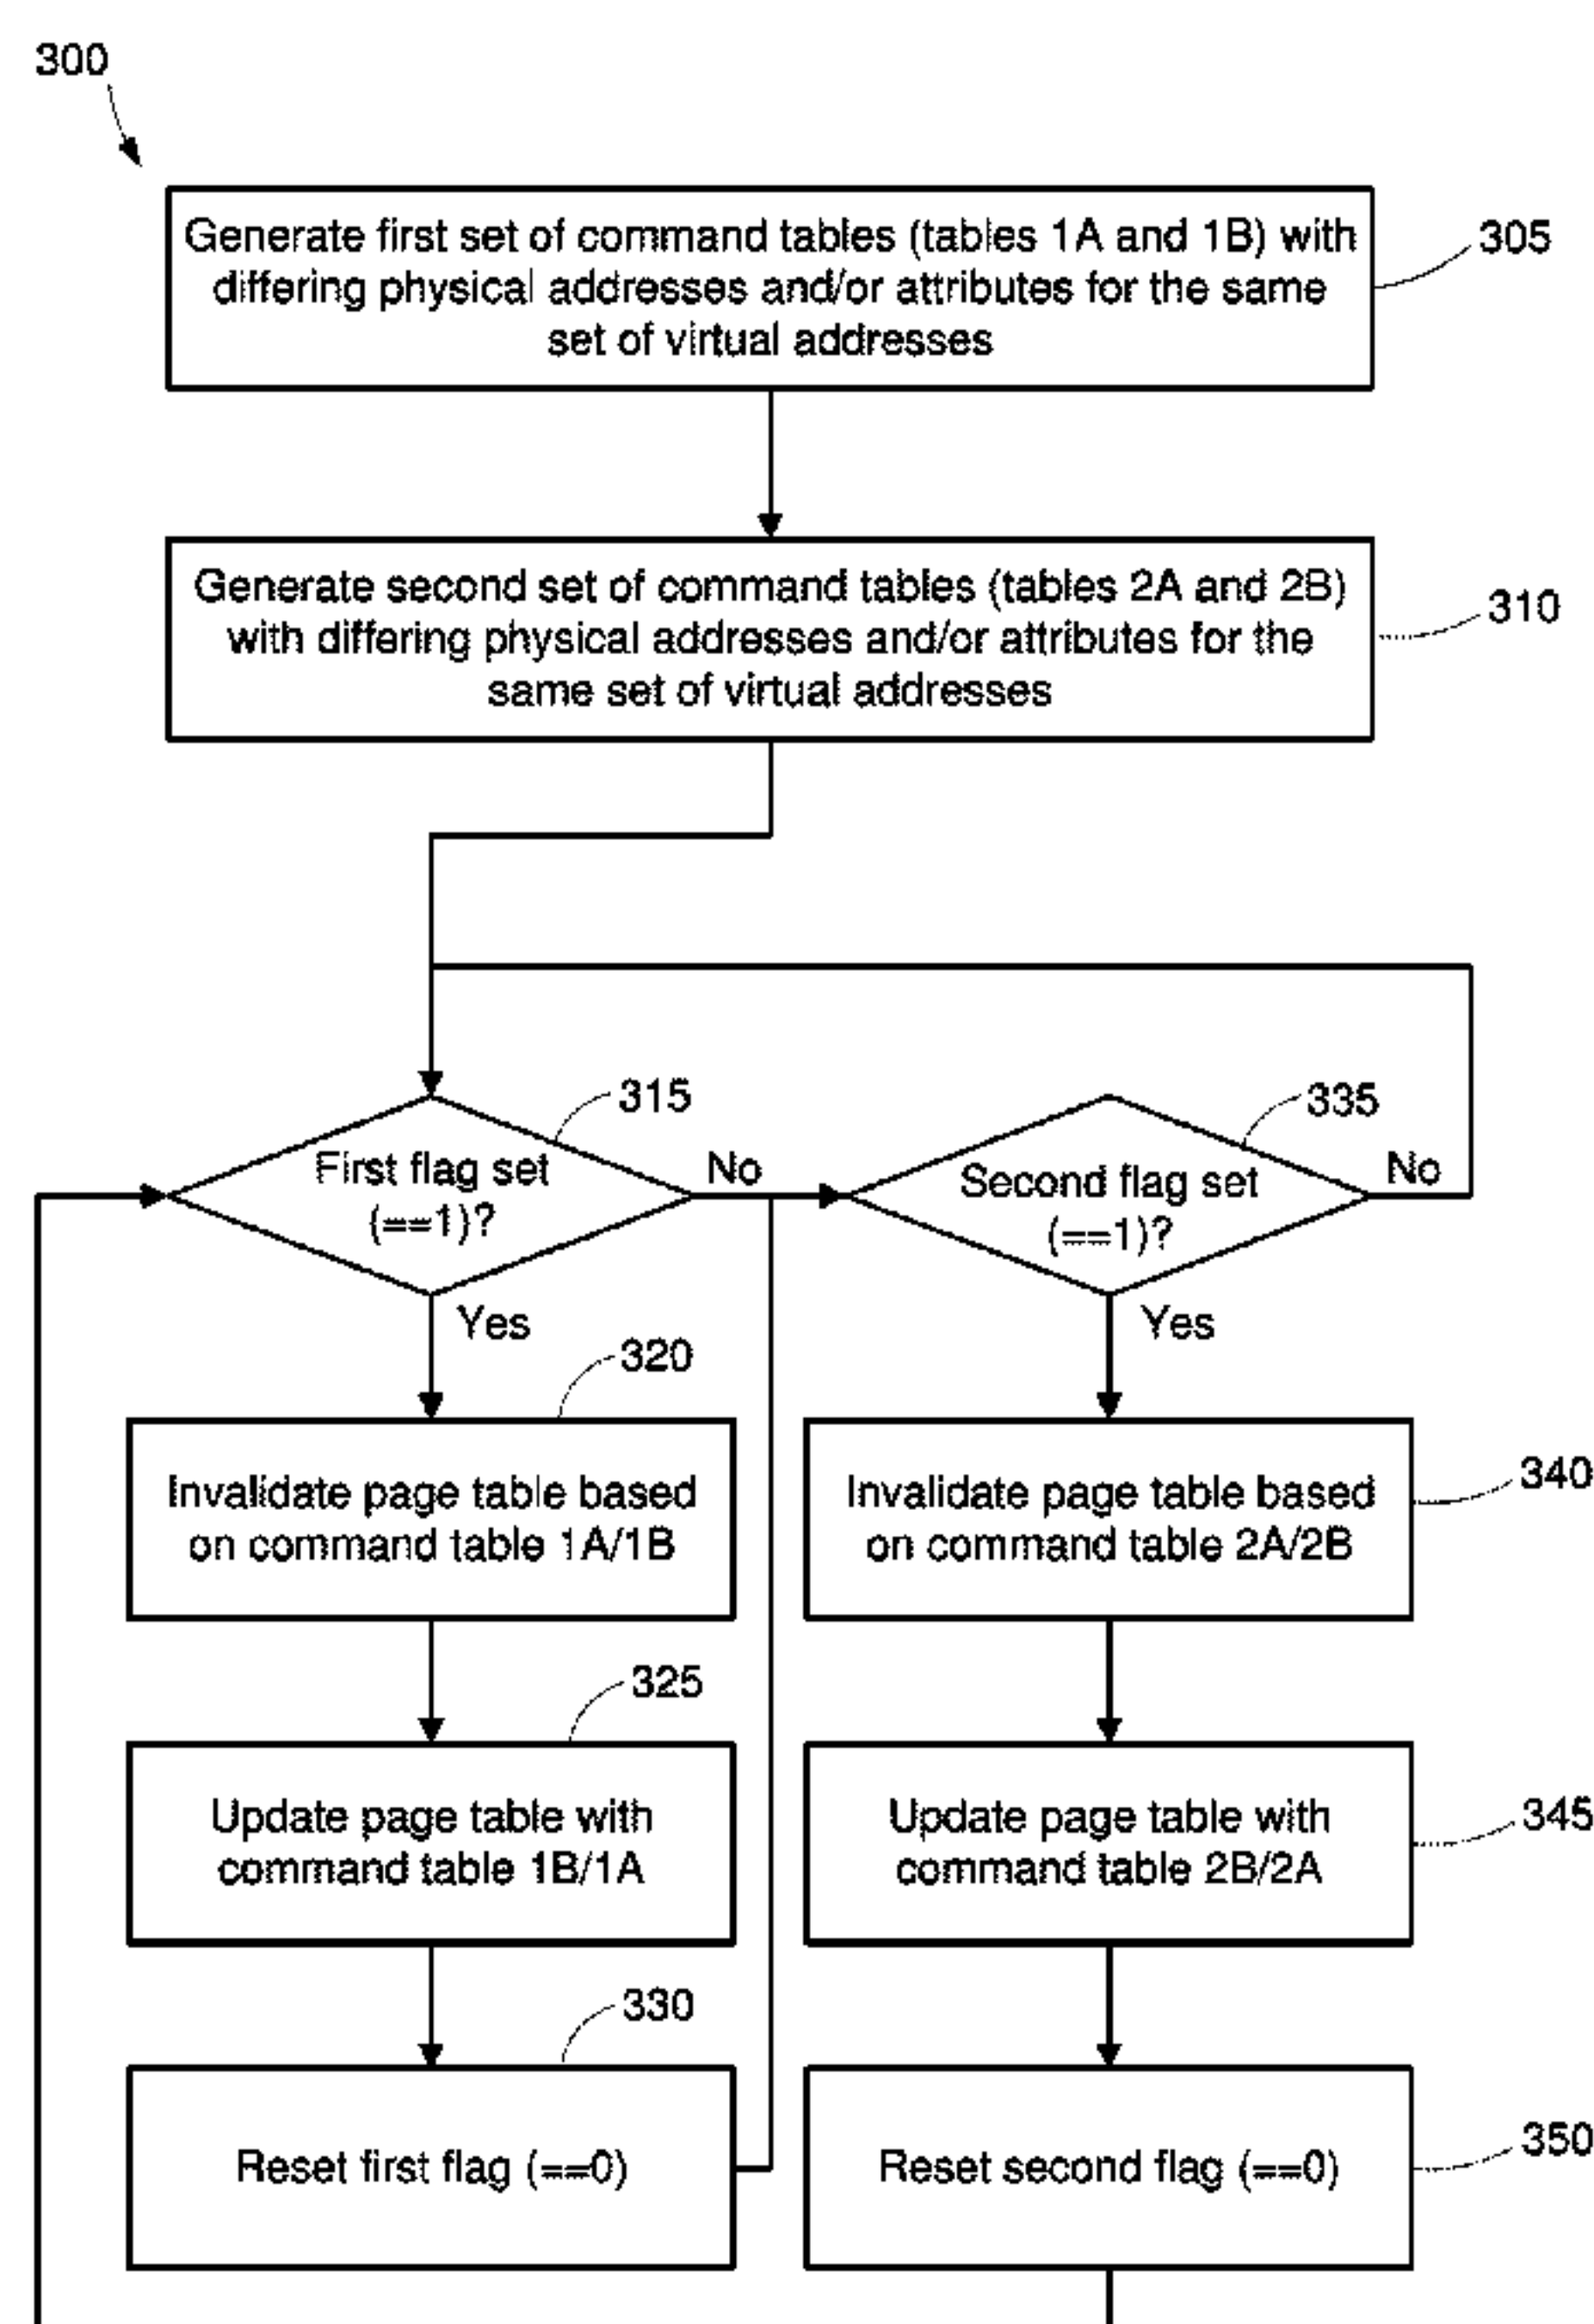 300
Generate first set of command tables (tables 1A and 1B) with
differing physical addresses and/or attributes for the same
set of virtual addresses
305
Generate second set of command tables (tables 2A and 2B)
with differing physical addresses and/or attributes for the
same set of virtual addresses
310
First flag set
(==1)?
315
No
Yes
Second flag set
(==1)?
335
No
Yes
Invalidate page table based
on command table 1A/1B
320
Invalidate page table based
on command table 2A/2B
340
Update page table with
command table 1B/1A
325
Update page table with
command table 2B/2A
345
Reset first flag (==0)
330
Reset second flag (==0)
350